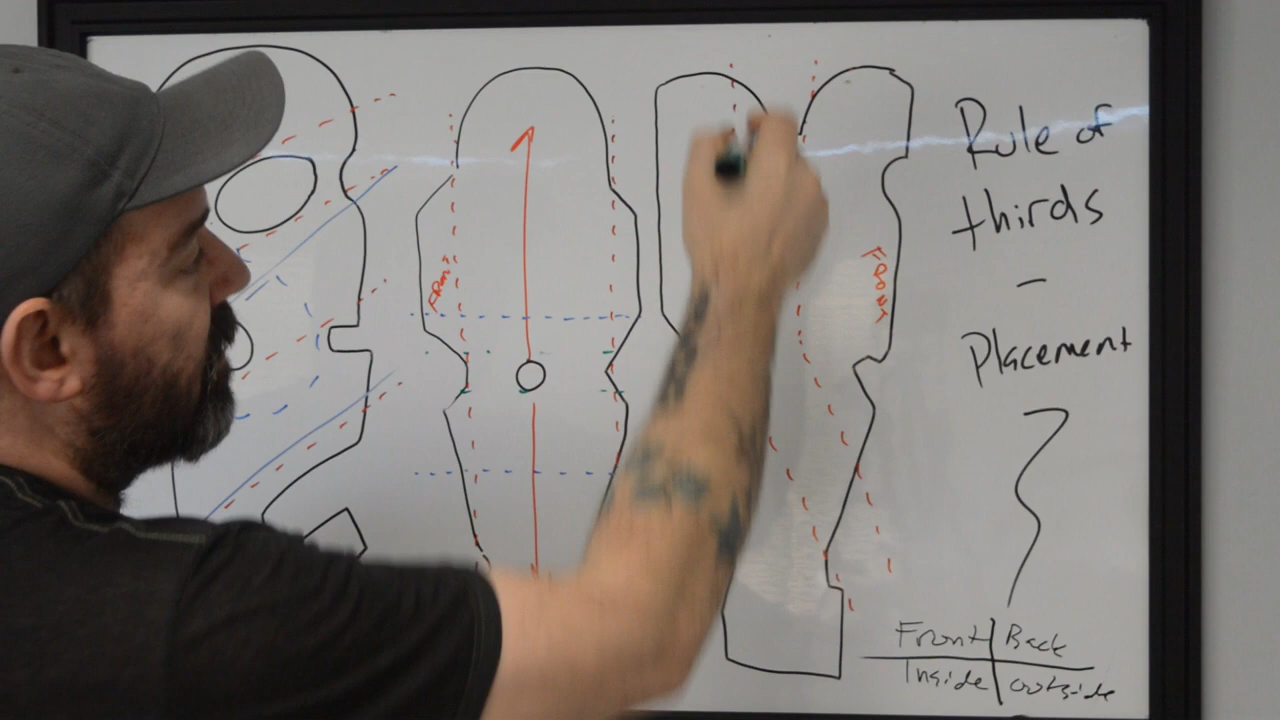 Rule of
thirds
-
Placement
FRONT
FRONT
Front Back
Inside outside